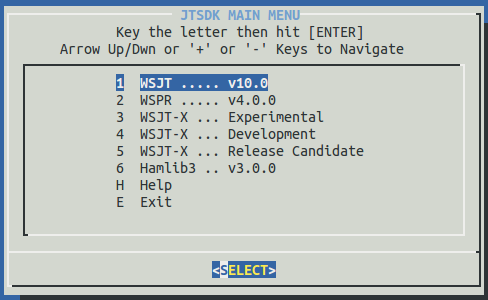 JTSDK MAIN MENU
Key the letter then hit [ENTER]
Arrow Up/Dwn or '+' or '-' Keys to Navigate
1 WSJT ..... v10.0
2 WSPR ..... v4.0.0
3 WSJT-X ... Experimental
4 WSJT-X ... Development
5 WSJT-X ... Release Candidate
6 Hamlib3 .. v3.0.0
H Help
E Exit
<SELECT>